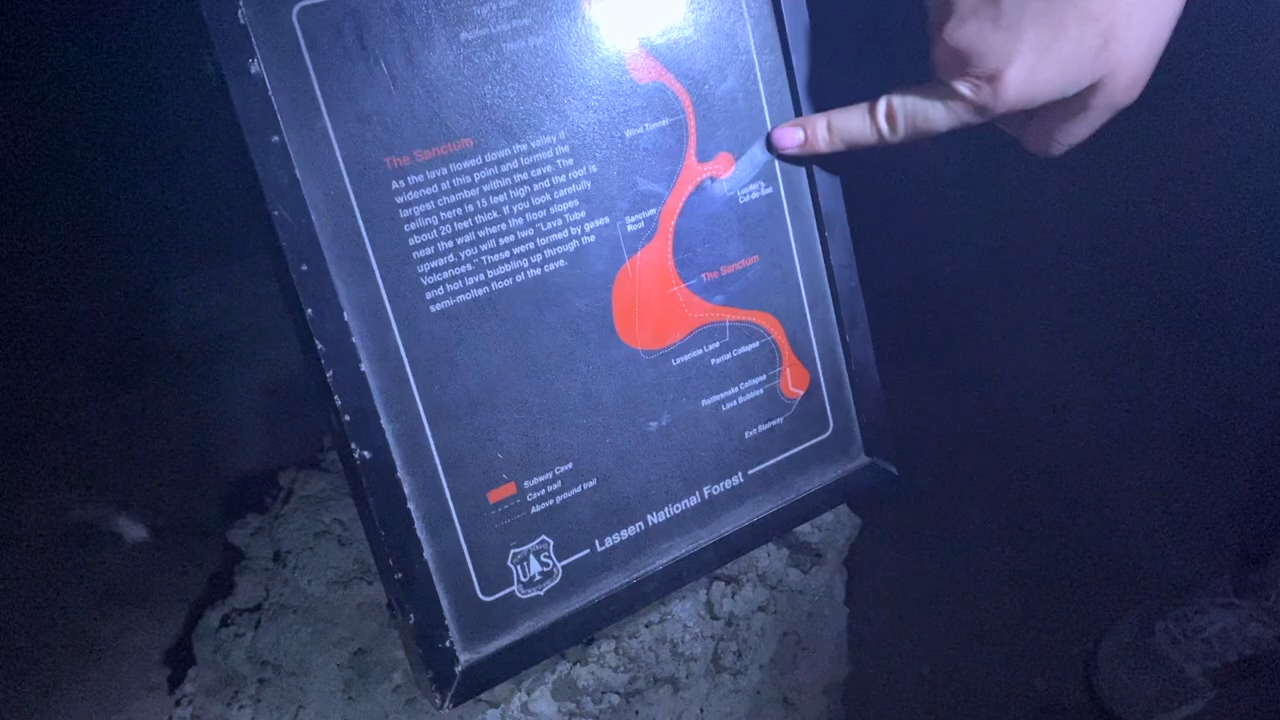 The Sanctum
As the lava flowed down the valley it
widened at this point and formed the
largest chamber within the cave. The
ceiling here is 15 feet high and the roof is
about 20 feet thick. If you look carefully
near the wall where the floor slopes
upward, you will see two "Lava Tube
Volcanoes." These were formed by gases
and hot lava bubbling up through the
semi-molten floor of the cave.
Wind Tunnel
Lucifer's
Cul-de-Sac
Sanctum
Roof
The Sanctum
Lavacicle Lane
Partial Collapse
Rattlesnake Collapse
Lava Bubbles
Exit Stairway
Subway Cave
Cave trail
Above ground trail
Lassen National Forest
U S